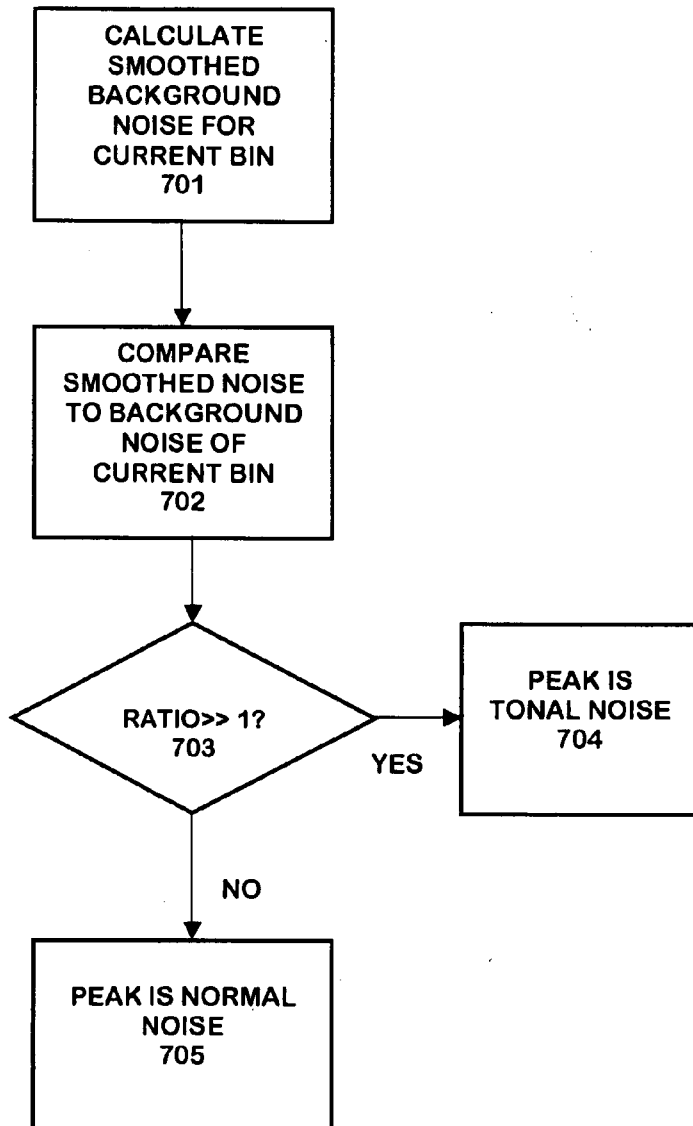 CALCULATE
SMOOTHED
BACKGROUND
NOISE FOR
CURRENT BIN
701
COMPARE
SMOOTHED NOISE
TO BACKGROUND
NOISE OF
CURRENT BIN
702
RATIO>> 1?
703
YES
PEAK IS
TONAL NOISE
704
NO
PEAK IS NORMAL
NOISE
705